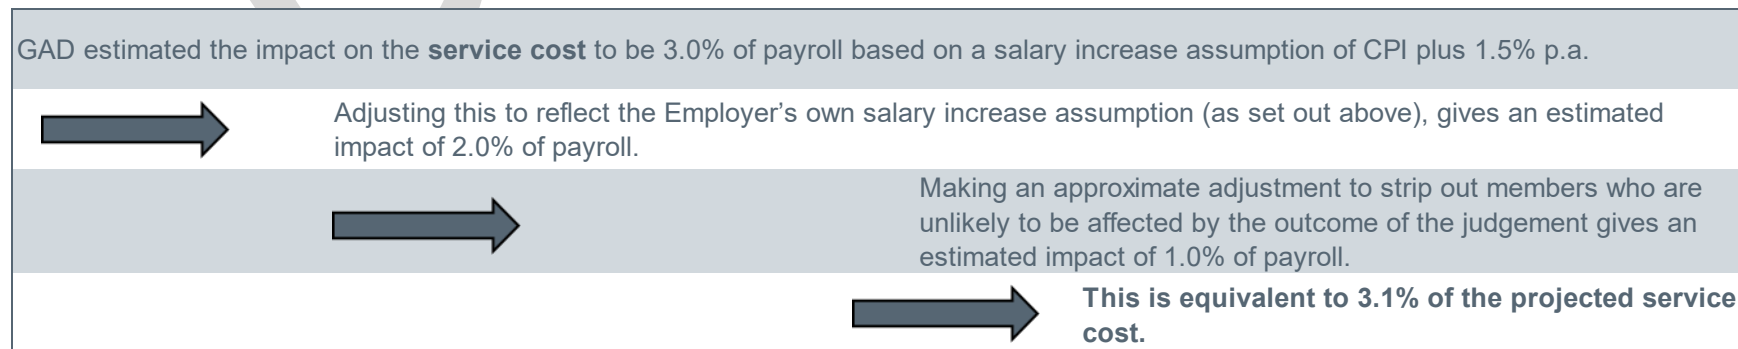 GAD estimated the impact on the service cost to be 3.0% of payroll based on a salary increase assumption of CPI plus 1.5% p.a.
Adjusting this to reflect the Employer’s own salary increase assumption (as set out above), gives an estimated
impact of 2.0% of payroll.
Making an approximate adjustment to strip out members who are
unlikely to be affected by the outcome of the judgement gives an
estimated impact of 1.0% of payroll.
This is equivalent to 3.1% of the projected service
cost.